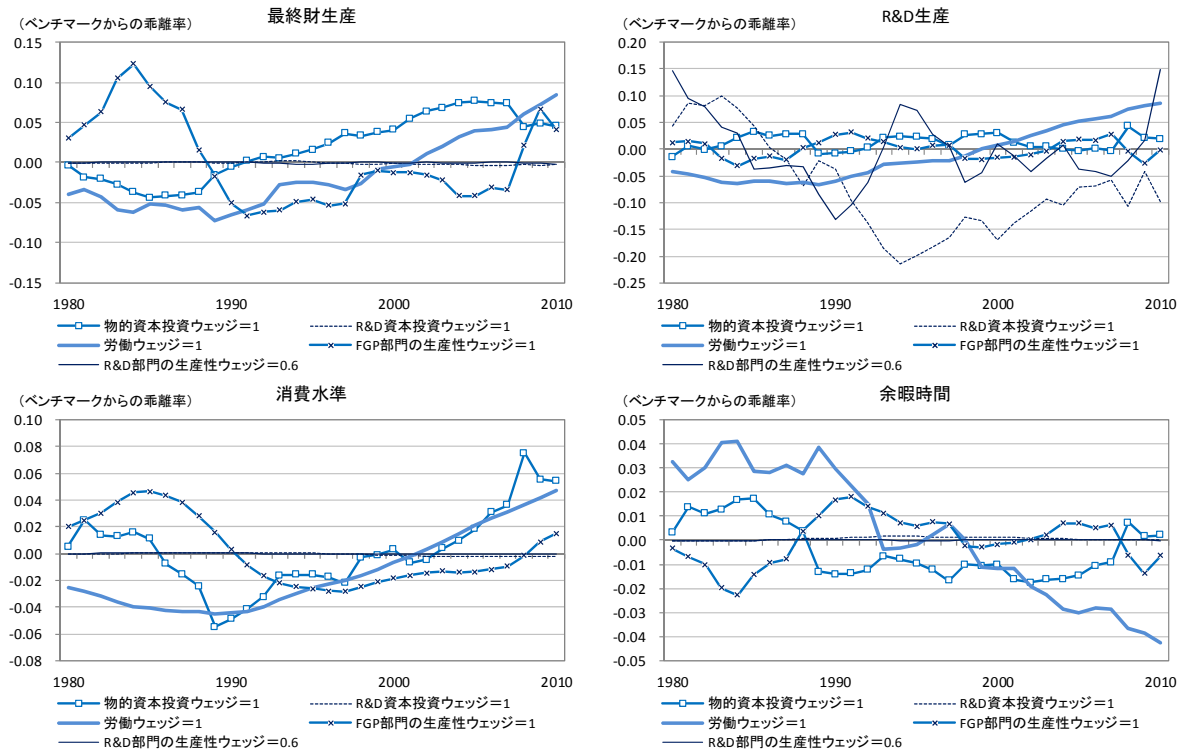 最終財生産
（ベンチマークからの乖離率）
0.15
0.10
0.05
0.00
-0.05
-0.10
-0.15
1980 1990 2000 2010
物的資本投資ウェッジ＝1 R&D資本投資ウェッジ＝1
労働ウェッジ＝1 FGP部門の生産性ウェッジ＝1
R&D部門の生産性ウェッジ＝0.6
R&D生産
（ベンチマークからの乖離率）
0.20
0.15
0.10
0.05
0.00
-0.05
-0.10
-0.15
-0.20
-0.25
1980 1990 2000 2010
物的資本投資ウェッジ＝1 R&D資本投資ウェッジ＝1
労働ウェッジ＝1 FGP部門の生産性ウェッジ＝1
R&D部門の生産性ウェッジ＝0.6
消費水準
（ベンチマークからの乖離率）
0.10
0.08
0.06
0.04
0.02
0.00
-0.02
-0.04
-0.06
-0.08
1980 1990 2000 2010
物的資本投資ウェッジ＝1 R&D資本投資ウェッジ＝1
労働ウェッジ＝1 FGP部門の生産性ウェッジ＝1
R&D部門の生産性ウェッジ＝0.6
余暇時間
（ベンチマークからの乖離率）
0.05
0.04
0.03
0.02
0.01
0.00
-0.01
-0.02
-0.03
-0.04
-0.05
1980 1990 2000 2010
物的資本投資ウェッジ＝1 R&D資本投資ウェッジ＝1
労働ウェッジ＝1 FGP部門の生産性ウェッジ＝1
R&D部門の生産性ウェッジ＝0.6